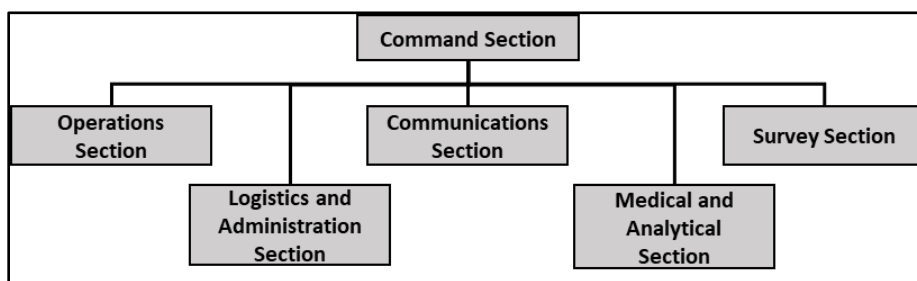 Command Section
Operations
Section
Communications
Section
Survey Section
Logistics and
Administration
Section
Medical and
Analytical
Section